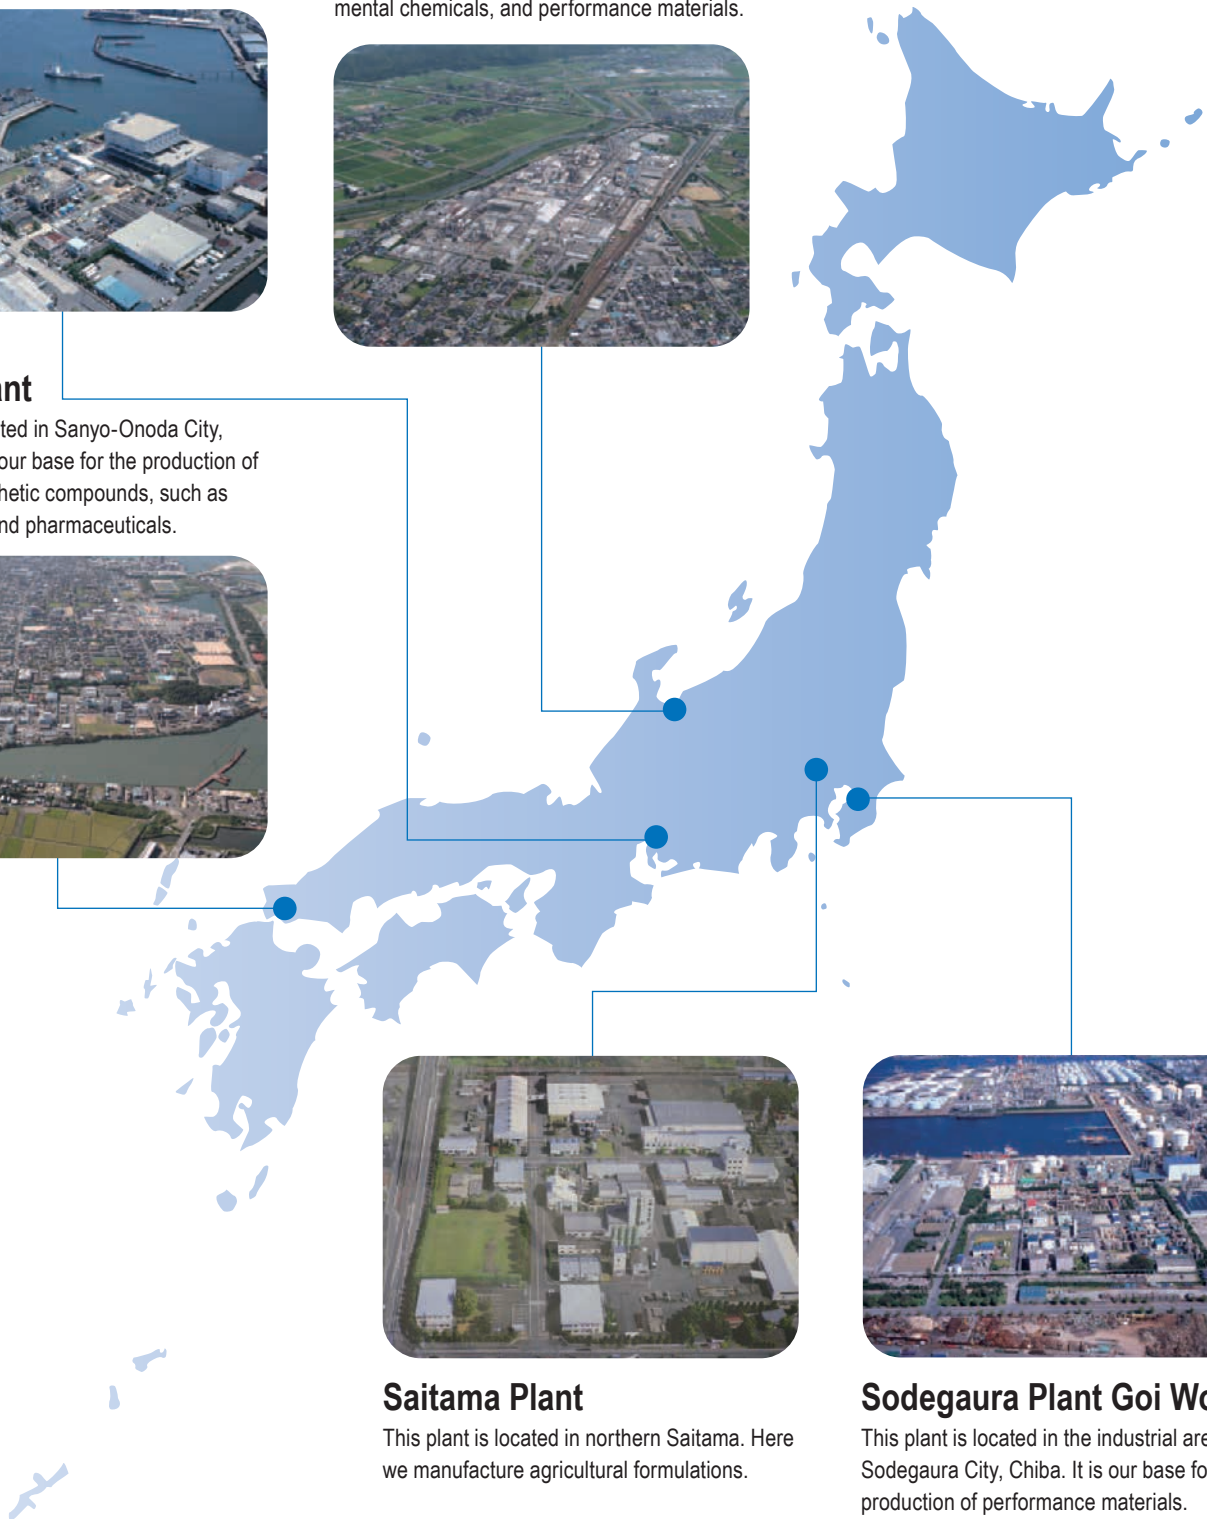 mental chemicals, and performance materials.
ant
ted in Sanyo-Onoda City,
our base for the production of
hetic compounds, such as
nd pharmaceuticals.
Saitama Plant
This plant is located in northern Saitama. Here
we manufacture agricultural formulations.
Sodegaura Plant Goi Wo
This plant is located in the industrial are
Sodegaura City, Chiba. It is our base fo
production of performance materials.